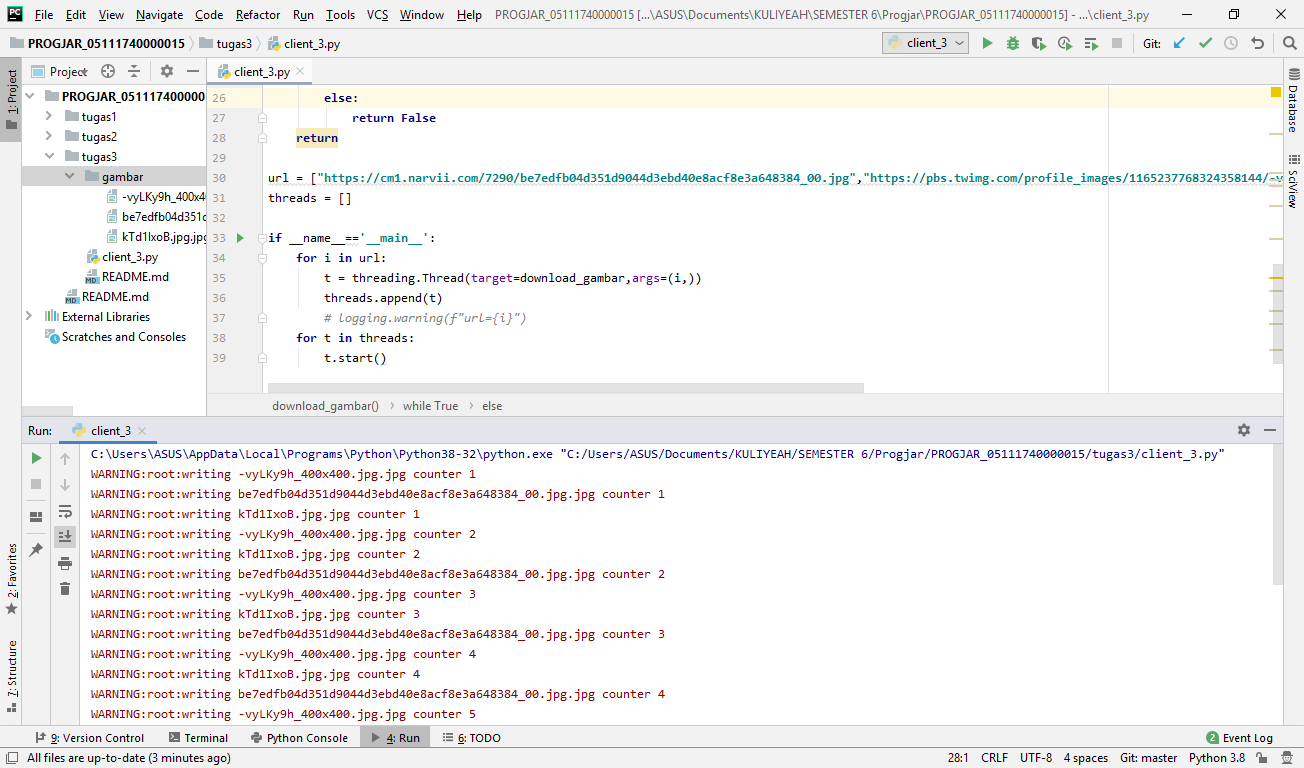 File Edit View Navigate Code Refactor Run Tools VCS Window Help PROGJAR_05111740000015 [...\ASUS\Documents\KULIYEAH\SEMESTER 6\Progjar\PROGJAR_05111740000015] - ...\client_3.py
PROGJAR_05111740000015 tugas3 client_3.py
client_3
Git:
1: Project
Project
PROGJAR_051117400000
tugas1
tugas2
tugas3
gambar
-vyLKy9h_400x40
be7edfb04d351d
kTd1IxoB.jpg.jpg
client_3.py
README.md
README.md
External Libraries
Scratches and Consoles
client_3.py
26 else:
27 return False
28 return
29
30 url = ["https://cm1.narvii.com/7290/be7edfb04d351d9044d3ebd40e8acf8e3a648384_00.jpg","https://pbs.twimg.com/profile_images/1165237768324358144/-v
31 threads = []
32
33 if __name__=='__main__':
34 for i in url:
35 t = threading.Thread(target=download_gambar,args=(i,))
36 threads.append(t)
37 # logging.warning(f"url={i}")
38 for t in threads:
39 t.start()
download_gambar() while True else
Database
SciView
Run: client_3
C:\Users\ASUS\AppData\Local\Programs\Python\Python38-32\python.exe "C:/Users/ASUS/Documents/KULIYEAH/SEMESTER 6/Progjar/PROGJAR_05111740000015/tugas3/client_3.py"
WARNING:root:writing -vyLKy9h_400x400.jpg.jpg counter 1
WARNING:root:writing be7edfb04d351d9044d3ebd40e8acf8e3a648384_00.jpg.jpg counter 1
WARNING:root:writing kTd1IxoB.jpg.jpg counter 1
WARNING:root:writing -vyLKy9h_400x400.jpg.jpg counter 2
WARNING:root:writing kTd1IxoB.jpg.jpg counter 2
WARNING:root:writing be7edfb04d351d9044d3ebd40e8acf8e3a648384_00.jpg.jpg counter 2
WARNING:root:writing -vyLKy9h_400x400.jpg.jpg counter 3
WARNING:root:writing kTd1IxoB.jpg.jpg counter 3
WARNING:root:writing be7edfb04d351d9044d3ebd40e8acf8e3a648384_00.jpg.jpg counter 3
WARNING:root:writing -vyLKy9h_400x400.jpg.jpg counter 4
WARNING:root:writing kTd1IxoB.jpg.jpg counter 4
WARNING:root:writing be7edfb04d351d9044d3ebd40e8acf8e3a648384_00.jpg.jpg counter 4
WARNING:root:writing -vyLKy9h_400x400.jpg.jpg counter 5
2: Favorites
7: Structure
9: Version Control Terminal Python Console 4: Run 6: TODO 2 Event Log
All files are up-to-date (3 minutes ago) 28:1 CRLF UTF-8 4 spaces Git: master Python 3.8